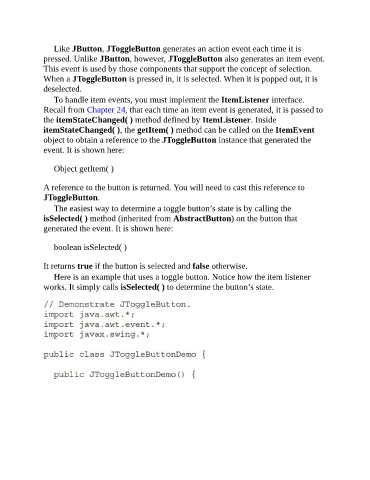 Like JButton, JToggleButton generates an action event each time it is
pressed. Unlike JButton, however, JToggleButton also generates an item event.
This event is used by those components that support the concept of selection.
When a JToggleButton is pressed in, it is selected. When it is popped out, it is
deselected.
To handle item events, you must implement the ItemListener interface.
Recall from Chapter 24, that each time an item event is generated, it is passed to
the itemStateChanged( ) method defined by ItemListener. Inside
itemStateChanged( ), the getItem( ) method can be called on the ItemEvent
object to obtain a reference to the JToggleButton instance that generated the
event. It is shown here:
Object getItem( )
A reference to the button is returned. You will need to cast this reference to
JToggleButton.
The easiest way to determine a toggle button's state is by calling the
isSelected( ) method (inherited from AbstractButton) on the button that
generated the event. It is shown here:
boolean isSelected( )
It returns true if the button is selected and false otherwise.
Here is an example that uses a toggle button. Notice how the item listener
works. It simply calls isSelected( ) to determine the button's state.
// Demonstrate JToggleButton.
import java.awt.*;
import java.awt.event.*;
import javax.swing.*;
public class JToggleButtonDemo {
public JToggleButtonDemo() {